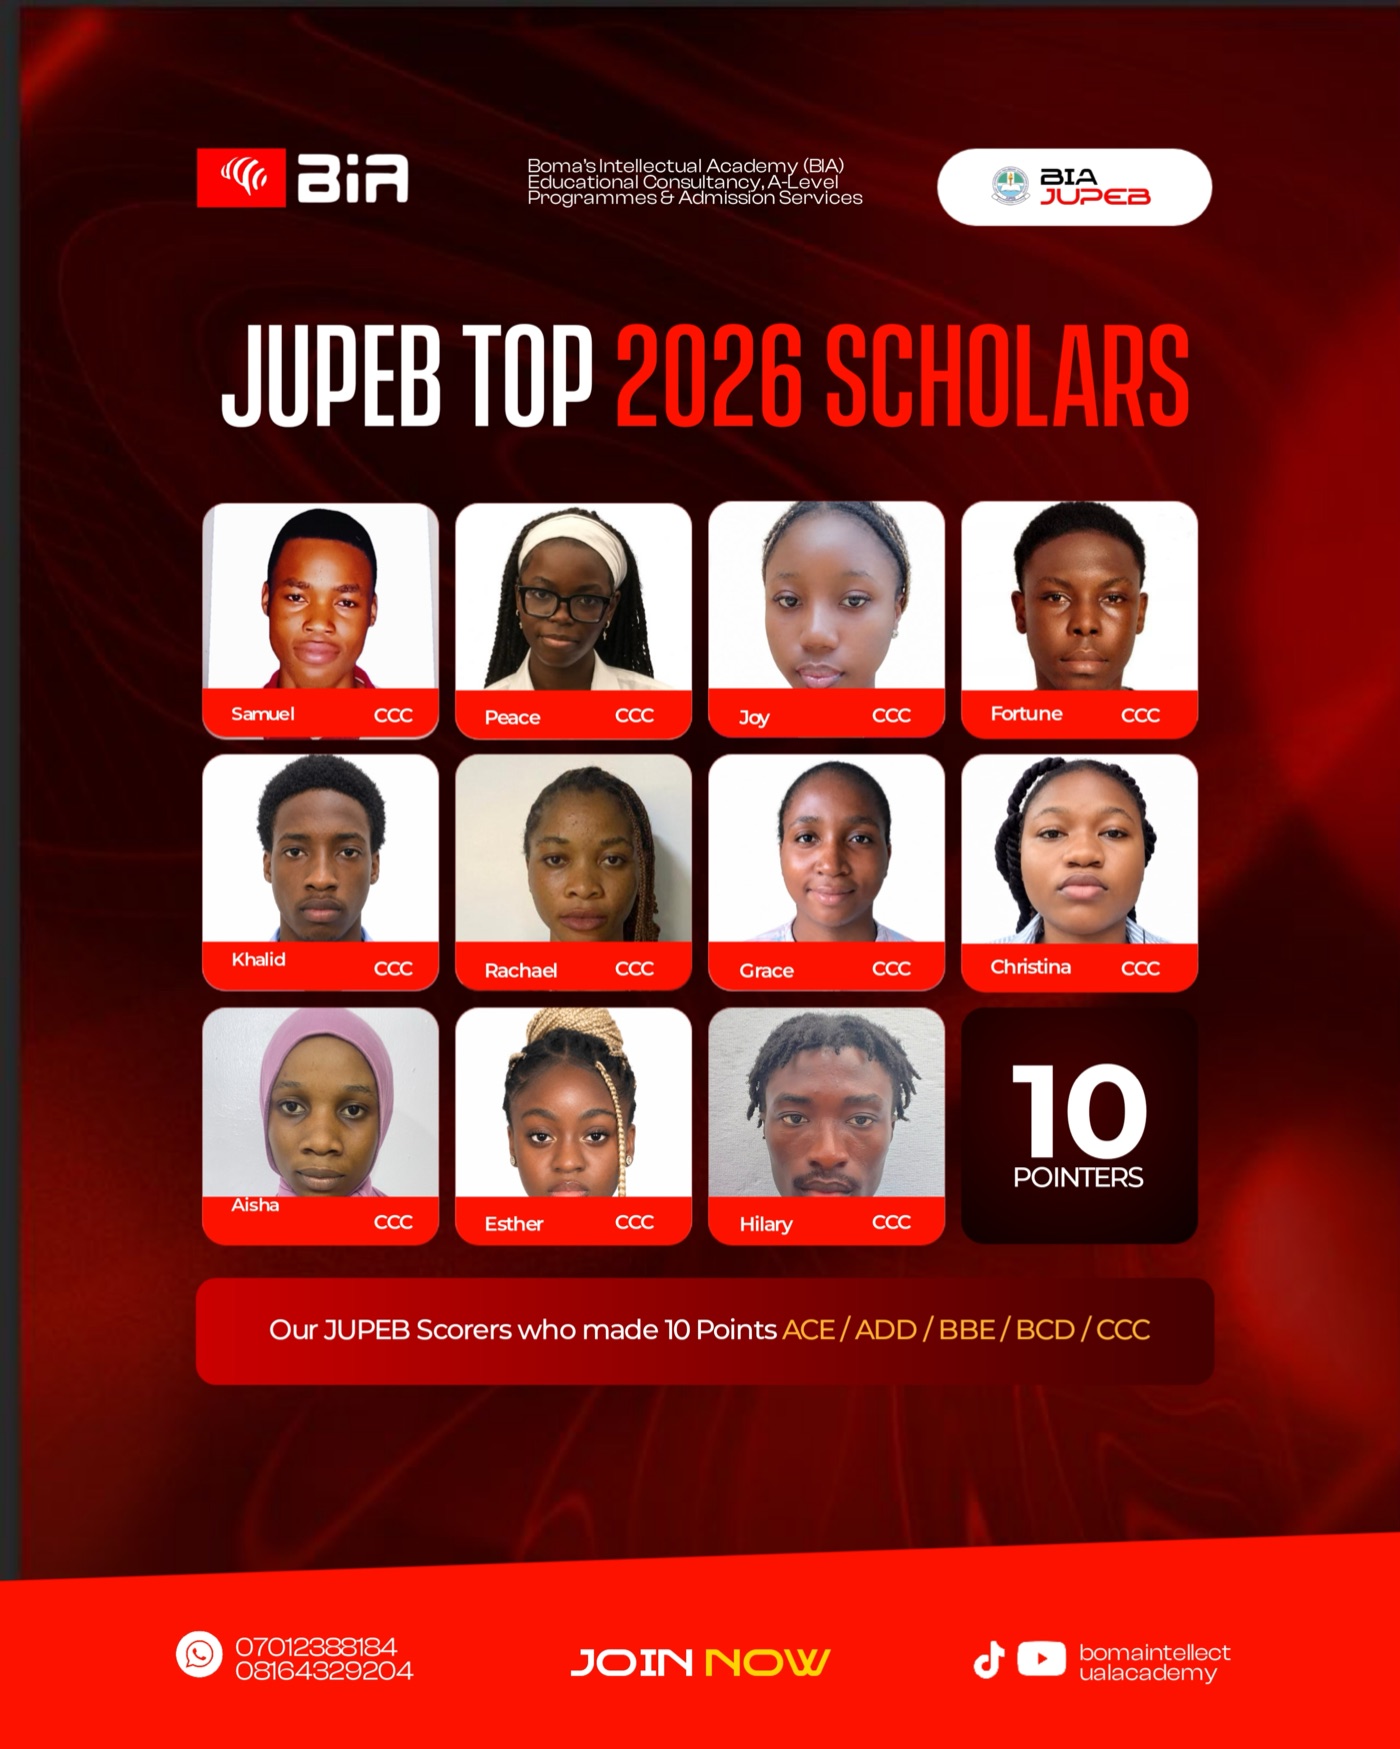 BiA
Boma's Intellectual Academy (BIA)
Educational Consultancy, A-Level
Programmes & Admission Services
BIA
JUPEB
JUPEB TOP 2026 SCHOLARS
Samuel CCC
Peace CCC
Joy CCC
Fortune CCC
Khalid CCC
Rachael CCC
Grace CCC
Christina CCC
Aisha CCC
Esther CCC
Hilary CCC
10
POINTERS
Our JUPEB Scorers who made 10 Points ACE / ADD / BBE / BCD / CCC
07012388184
08164329204
JOIN NOW
bomaintellect
ualacademy